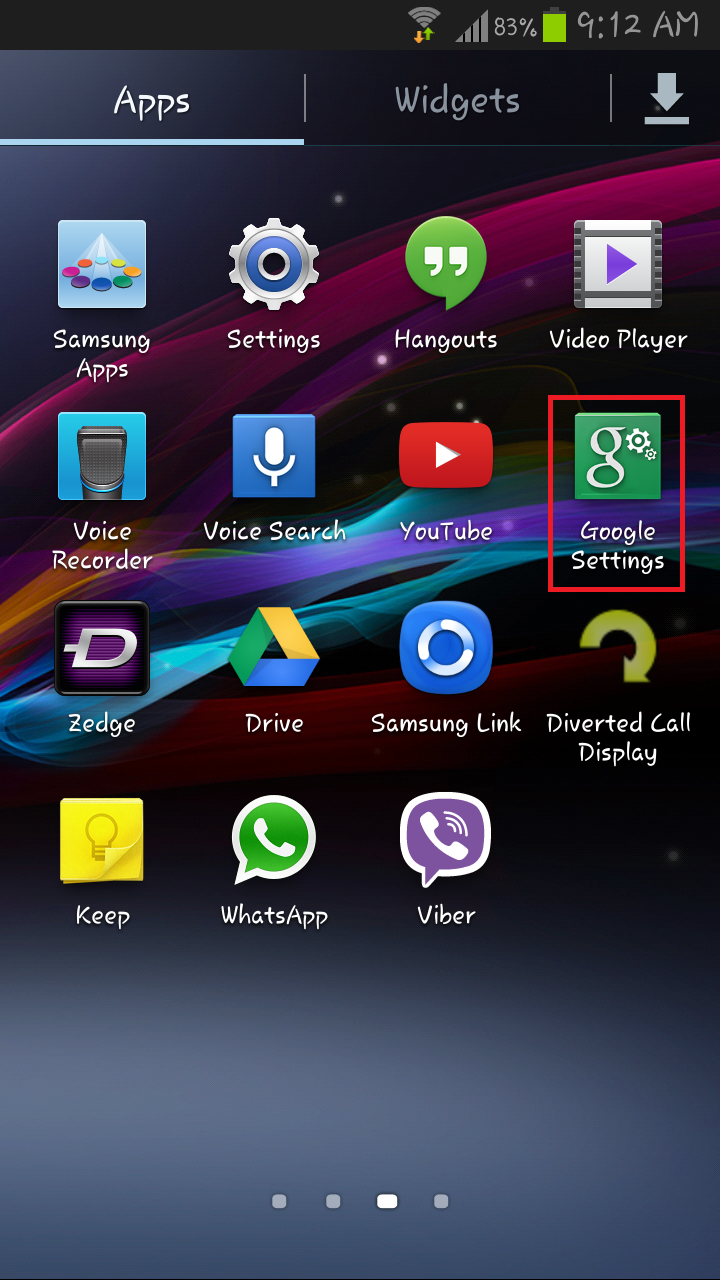 83% 9:12 AM
Apps Widgets
Samsung Apps
Settings
Hangouts
Video Player
Voice Recorder
Voice Search
YouTube
Google Settings
Zedge
Drive
Samsung Link
Diverted Call Display
Keep
WhatsApp
Viber